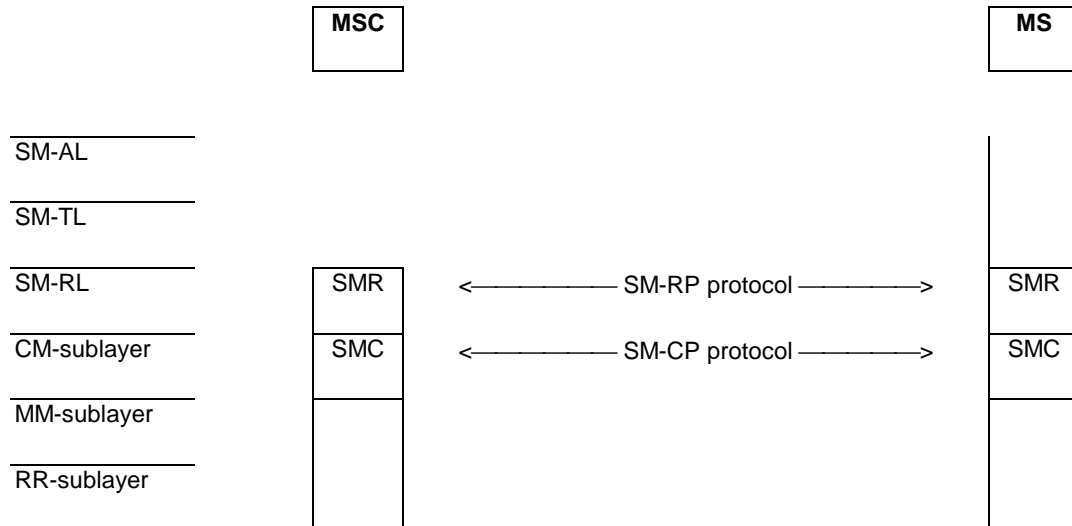 MSC MS
SM-AL
SM-TL
SM-RL SMR <—————— SM-RP protocol ——————> SMR
CM-sublayer SMC <—————— SM-CP protocol ——————> SMC
MM-sublayer
RR-sublayer